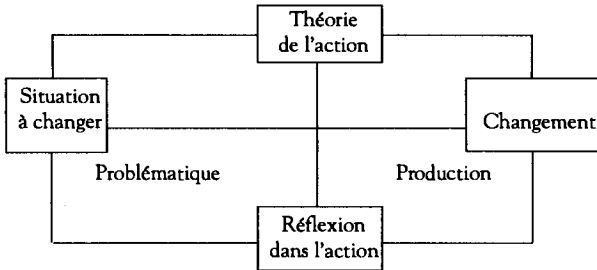 Théorie
de l'action
Situation
à changer
Changement
Problématique
Production
Réflexion
dans l'action